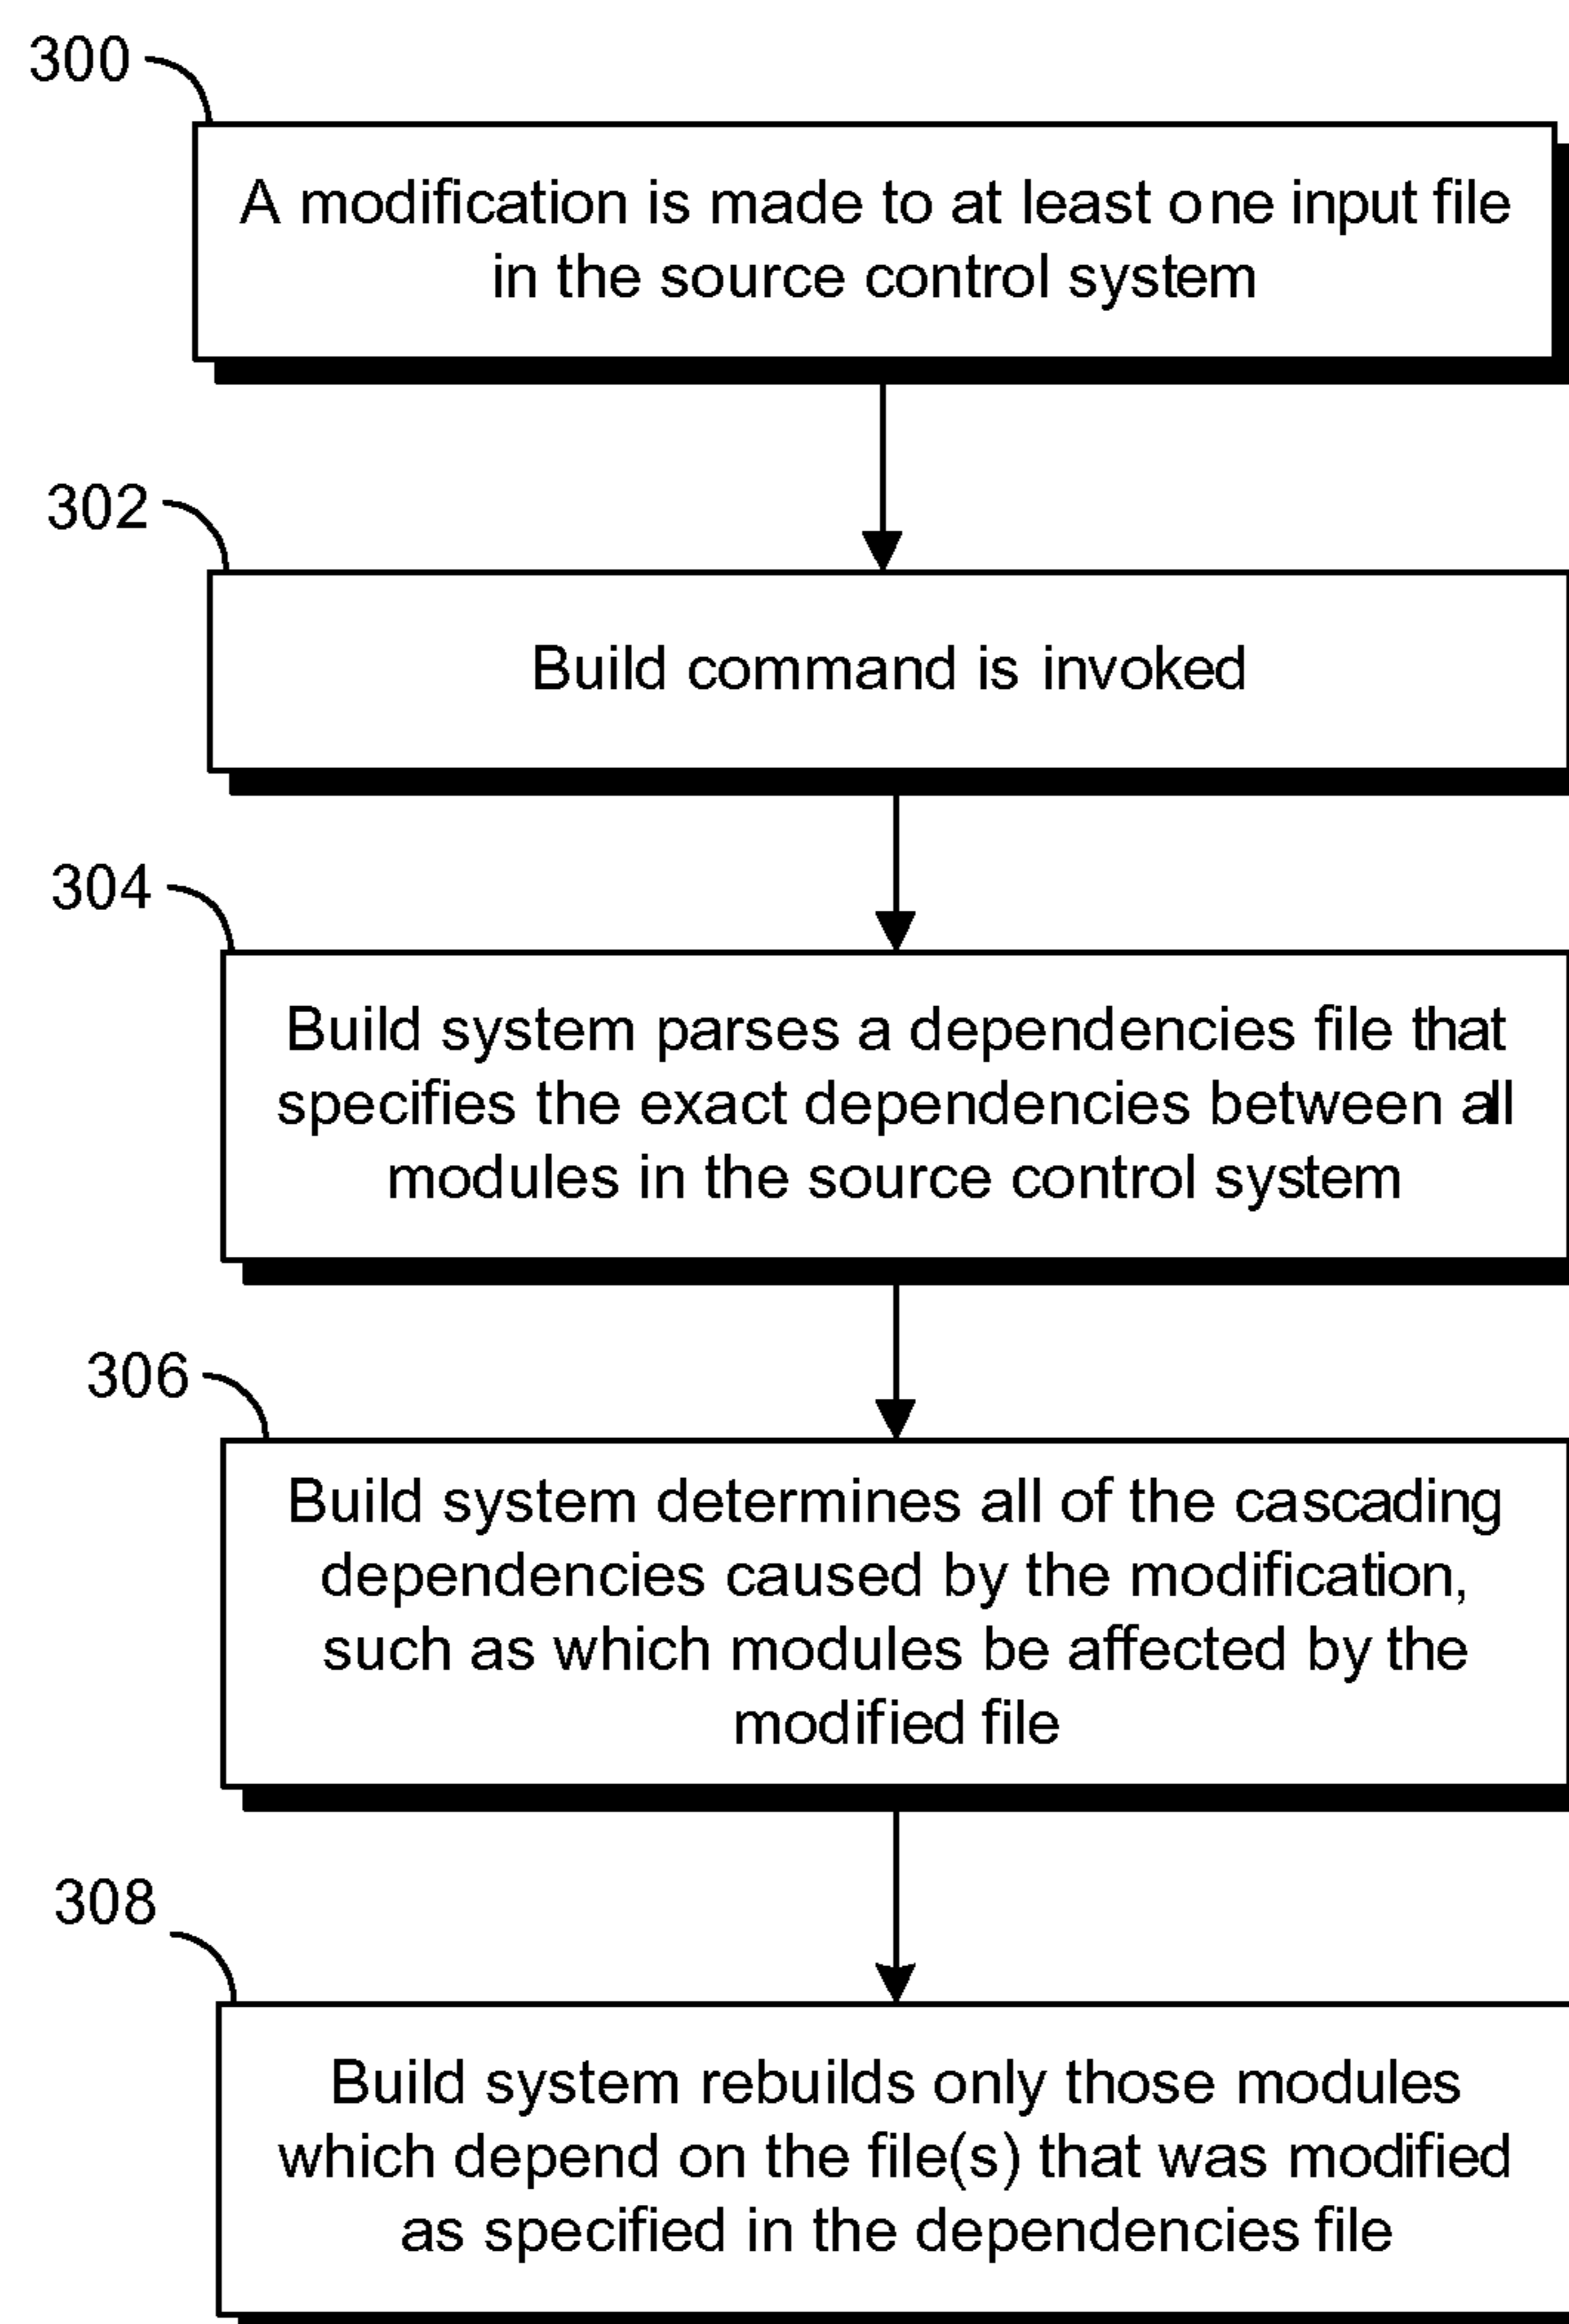 300
A modification is made to at least one input file
in the source control system
302
Build command is invoked
304
Build system parses a dependencies file that
specifies the exact dependencies between all
modules in the source control system
306
Build system determines all of the cascading
dependencies caused by the modification,
such as which modules be affected by the
modified file
308
Build system rebuilds only those modules
which depend on the file(s) that was modified
as specified in the dependencies file